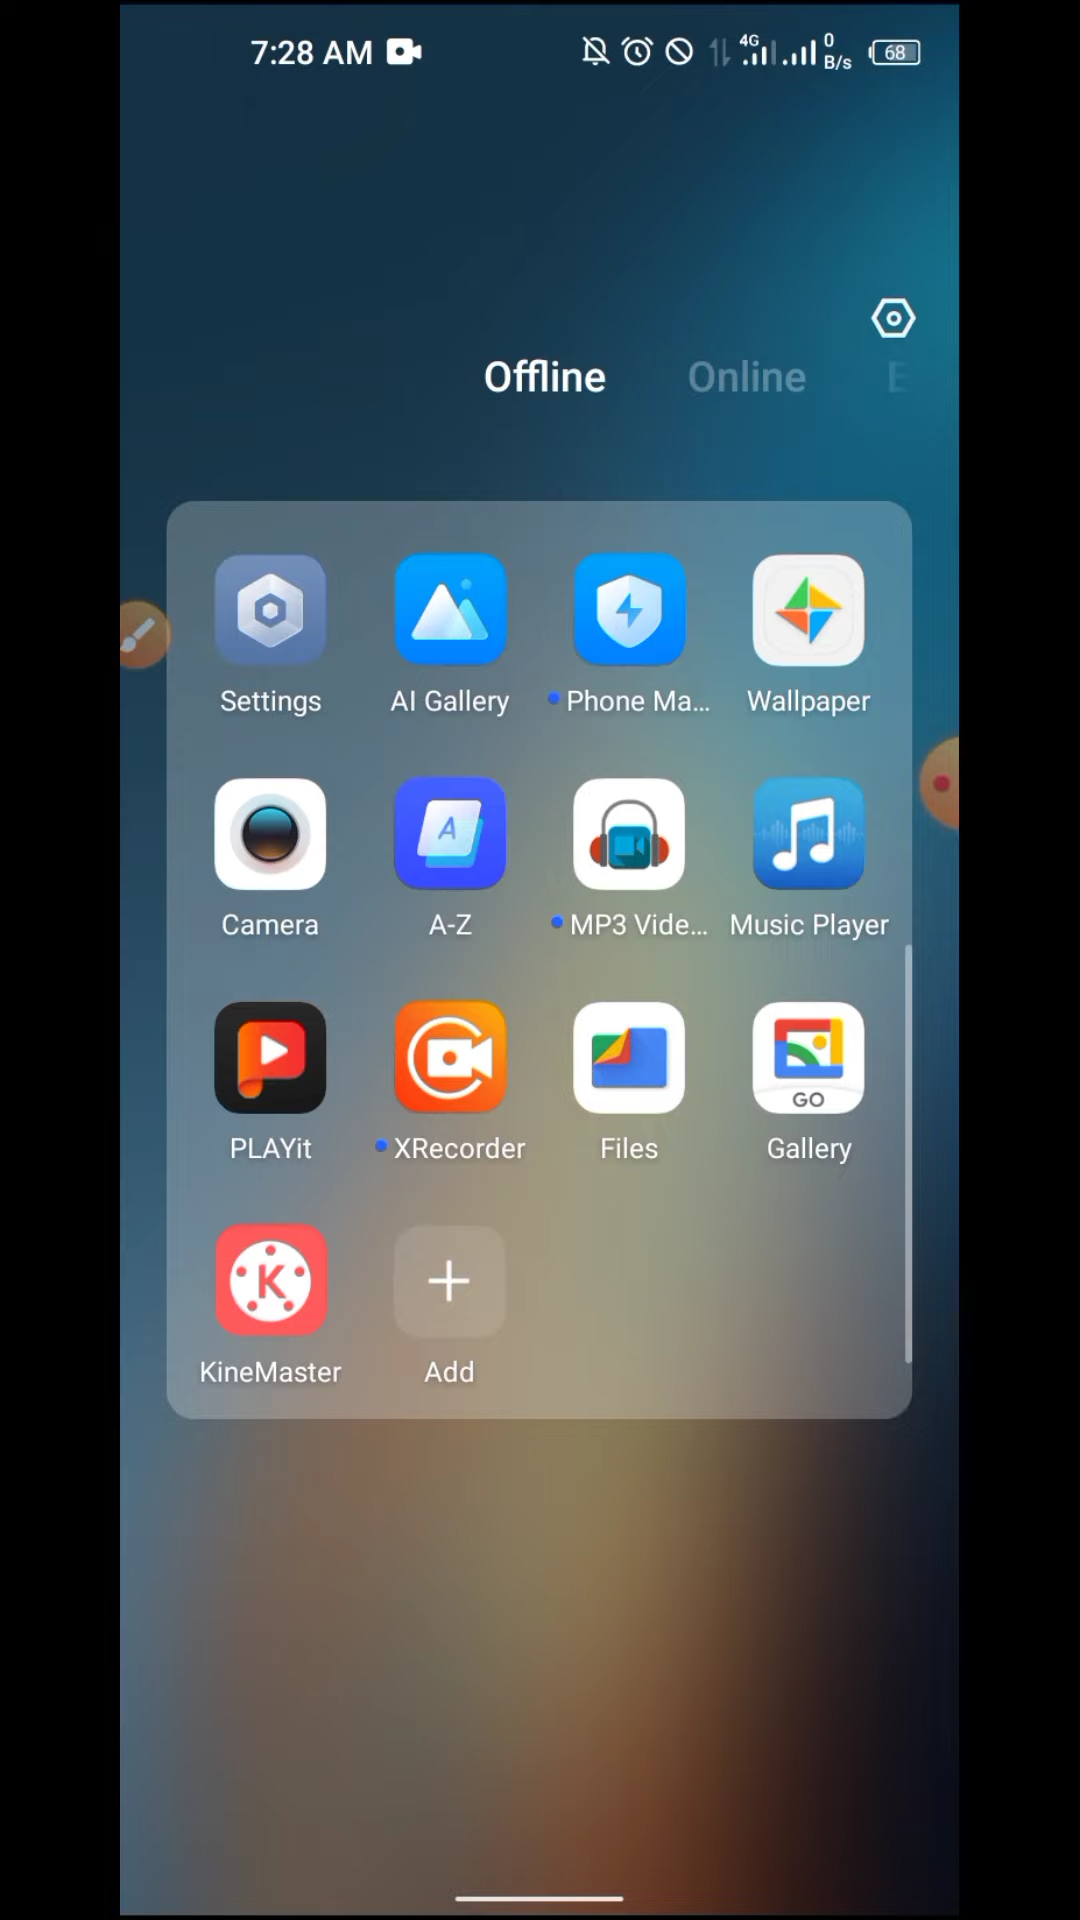 7:28 AM 4G 0 B/s 68
Offline Online
Settings AI Gallery Phone Ma... Wallpaper
A
Camera A-Z MP3 Vide... Music Player
GO
PLAYit XRecorder Files Gallery
K
KineMaster Add